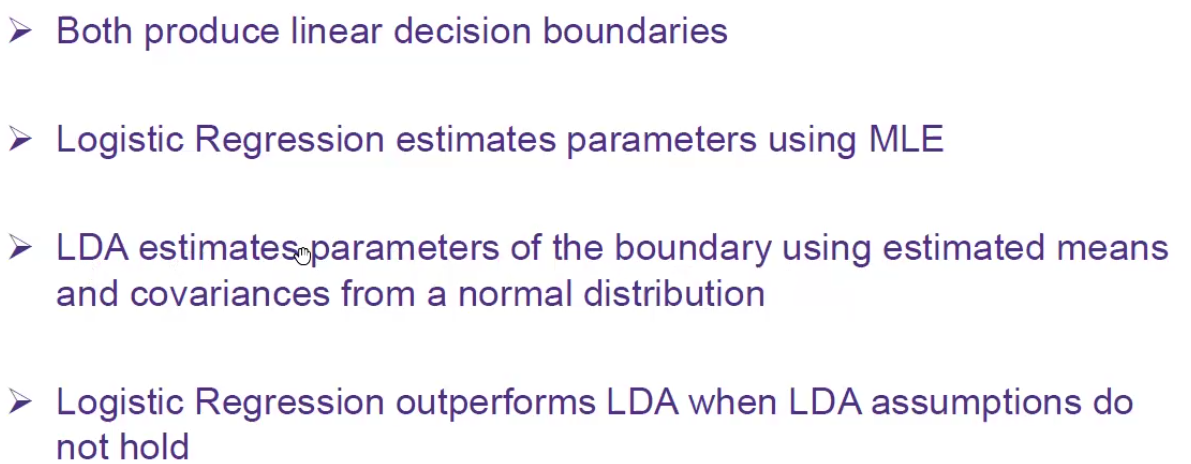 Both produce linear decision boundaries
Logistic Regression estimates parameters using MLE
LDA estimates parameters of the boundary using estimated means
and covariances from a normal distribution
Logistic Regression outperforms LDA when LDA assumptions do
not hold